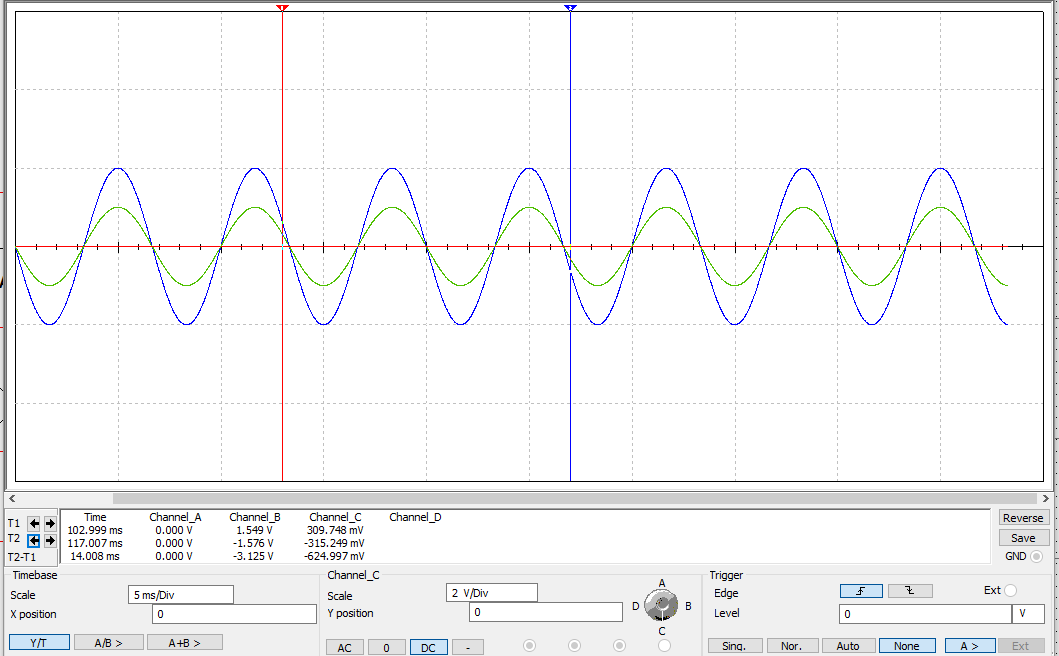 1 2
Time Channel_A Channel_B Channel_C Channel_D
T1 102.999 ms 0.000 V 1.549 V 309.748 mV
T2 117.007 ms 0.000 V -1.576 V -315.249 mV
T2-T1 14.008 ms 0.000 V -3.125 V -624.997 mV
Reverse
Save
GND
Timebase
Scale 5 ms/Div
X position 0
Y/T A/B > A+B >
Channel_C
Scale 2 V/Div
Y position 0
AC 0 DC -
A
D B
C
Trigger
Edge Ext
Level 0 V
Sing. Nor. Auto None A > Ext